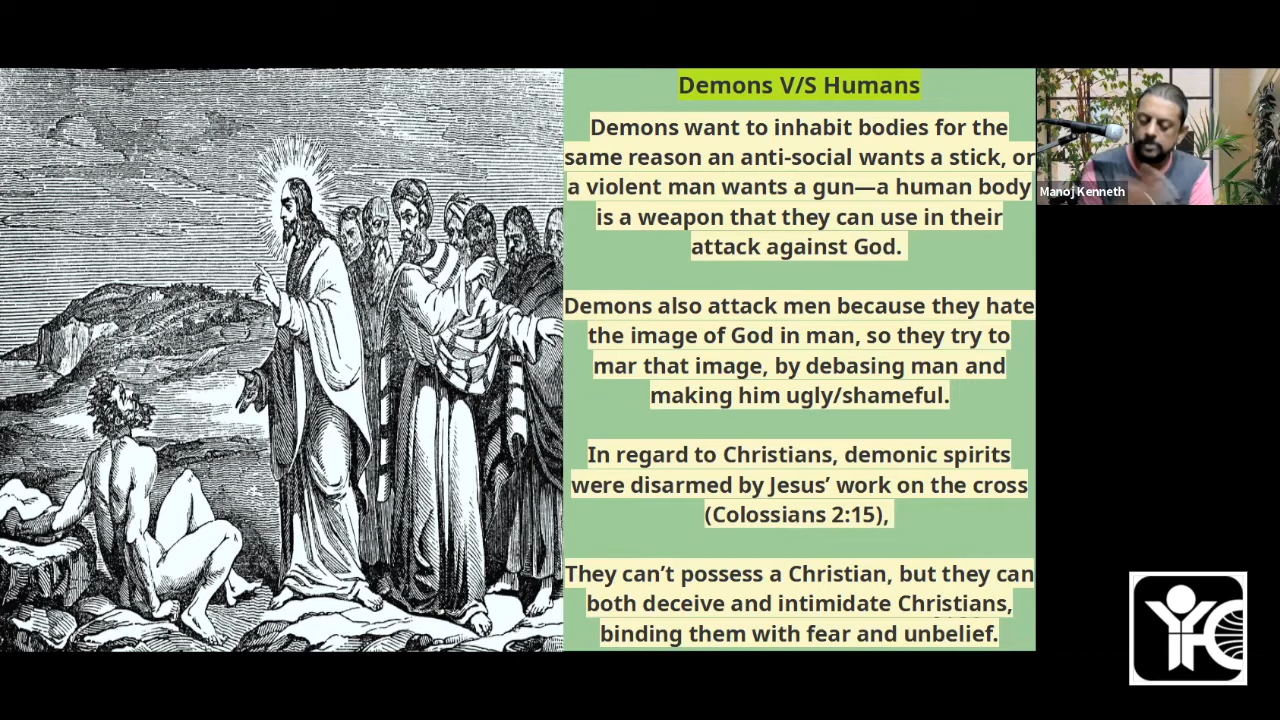 Demons V/S Humans
Demons want to inhabit bodies for the
same reason an anti-social wants a stick, or
a violent man wants a gun—a human body
is a weapon that they can use in their
attack against God.
Demons also attack men because they hate
the image of God in man, so they try to
mar that image, by debasing man and
making him ugly/shameful.
In regard to Christians, demonic spirits
were disarmed by Jesus’ work on the cross
(Colossians 2:15),
They can’t possess a Christian, but they can
both deceive and intimidate Christians,
binding them with fear and unbelief.
Manoj Kenneth
YFC